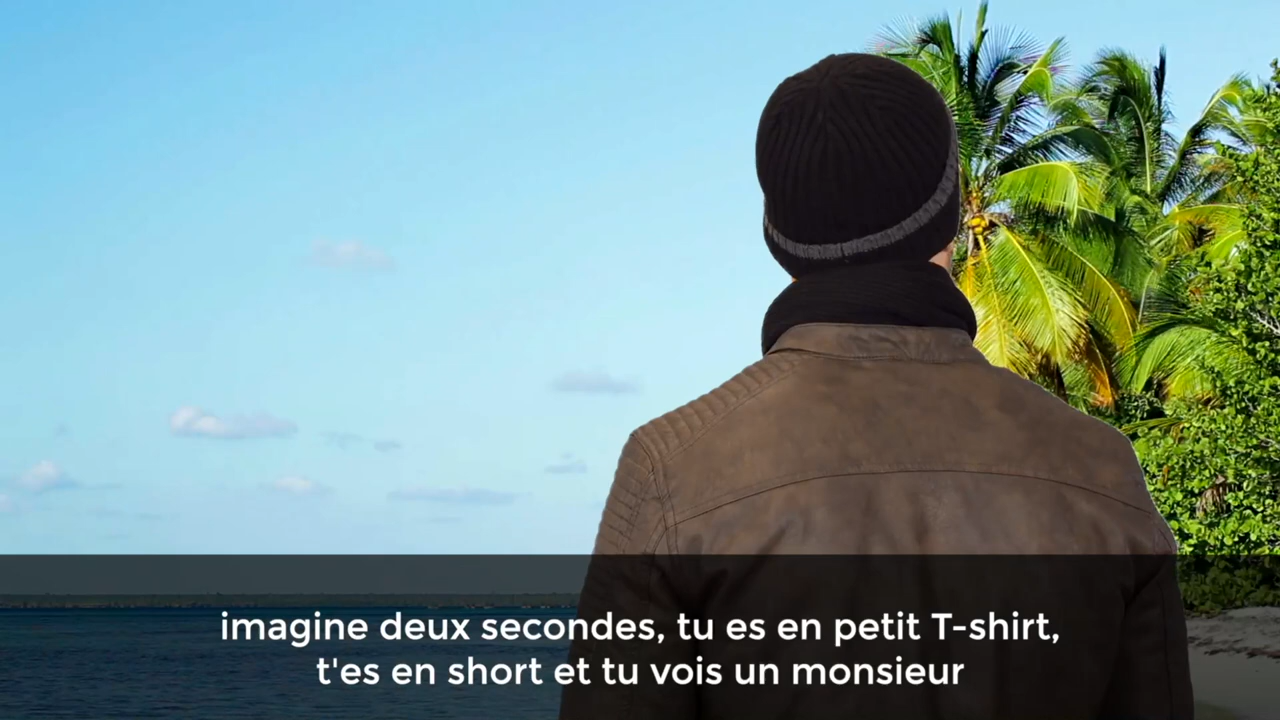 imagine deux secondes, tu es en petit T-shirt,
t'es en short et tu vois un monsieur